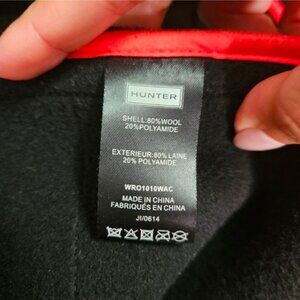 HUNTER
SHELL:80%WOOL
20%POLYAMIDE
EXTERIEUR:80% LAINE
20% POLYAMIDE
WRO1010WAC
MADE IN CHINA
FABRIQUÉS EN CHINA
JI/0614